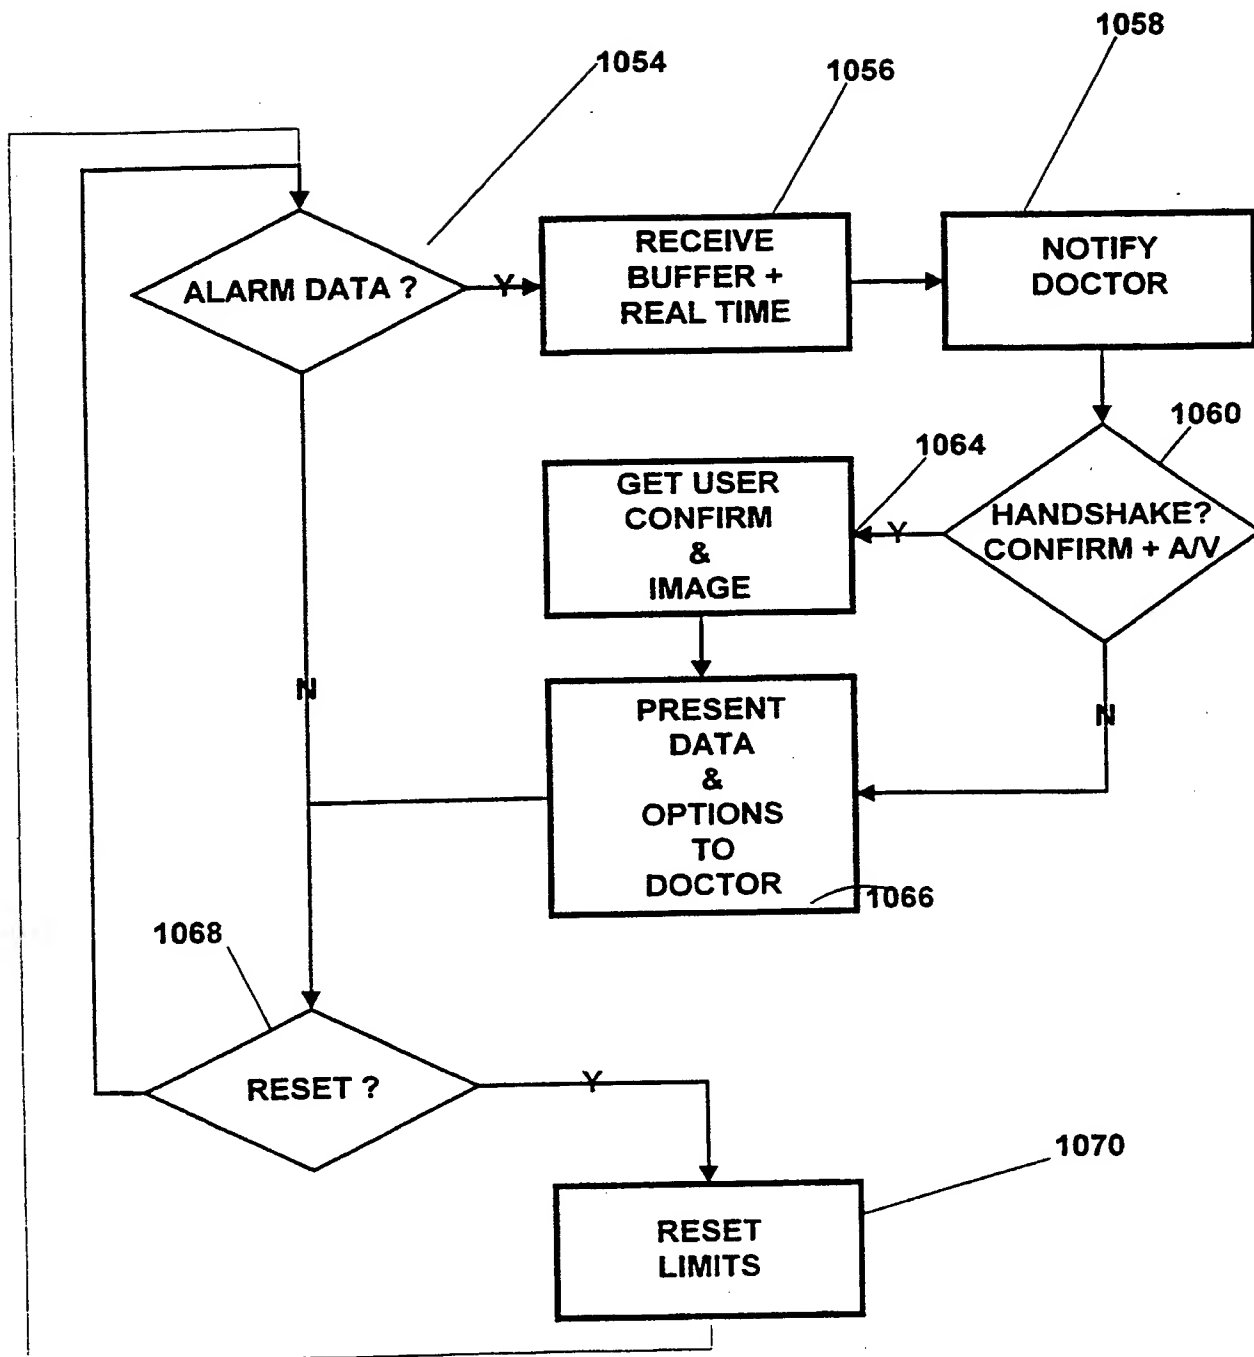 1058
1054
1056
ALARM DATA ?
Y
RECEIVE
BUFFER +
REAL TIME
NOTIFY
DOCTOR
1060
1064
GET USER
CONFIRM
&
IMAGE
Y
HANDSHAKE?
CONFIRM + A/V
N
N
PRESENT
DATA
&
OPTIONS
TO
DOCTOR
1066
1068
RESET ?
Y
1070
RESET
LIMITS